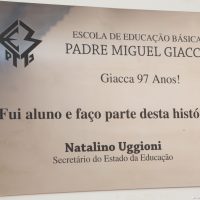 ESCOLA DE EDUCAÇÃO BÁSICA
PADRE MIGUEL GIACC
Giacca 97 Anos!
Fui aluno e faço parte desta histó
Natalino Uggioni
Secretário do Estado da Educação